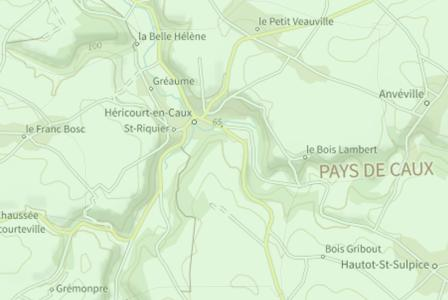 le Petit Veauville
la Belle Hélène
100
Gréaume
Anvéville
Héricourt-en-Caux
65
St-Riquier
le Franc Bosc
le Bois Lambert
PAYS DE CAUX
Chaussée
courteville
Bois Gribout
Hautot-St-Sulpice
Grémonpre